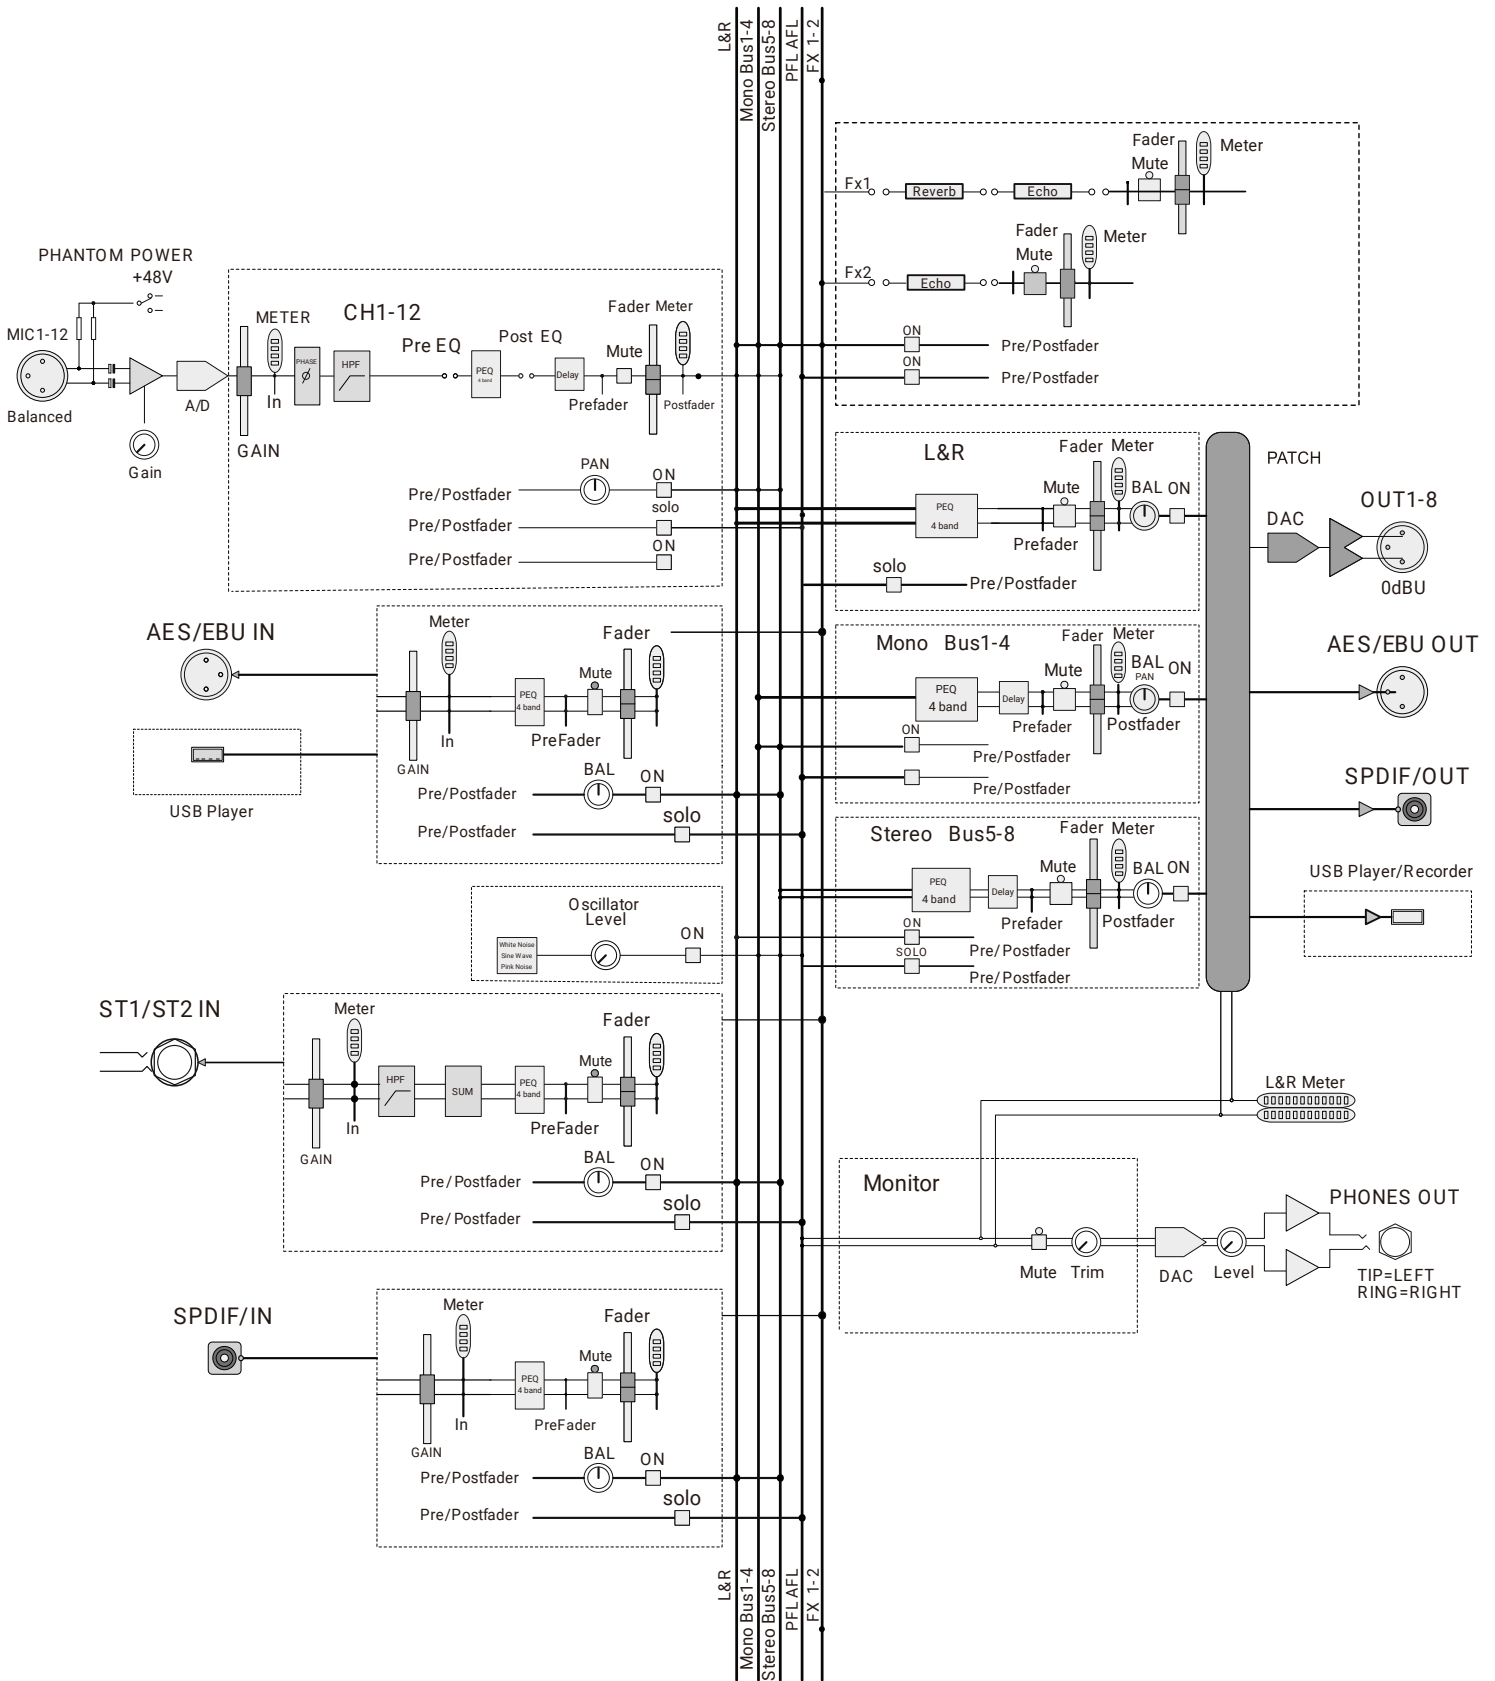 L&R
Mono Bus1-4
Stereo Bus5-8
PFL AFL
FX 1-2
PHANTOM POWER
+48V
MIC1-12
Balanced
Gain
A/D
GAIN
METER
In
CH1-12
PHASE
Ø
HPF
Pre EQ
PEQ
4 band
Post EQ
Delay
Prefader
Mute
Fader Meter
Postfader
PAN
ON
Pre/Postfader
solo
Pre/Postfader
ON
Pre/Postfader
AES/EBU IN
USB Player
Meter
In
GAIN
PEQ
4 band
PreFader
Mute
Fader
BAL
ON
Pre/Postfader
solo
Pre/Postfader
Oscillator
Level
White Noise
Sine Wave
Pink Noise
ON
ST1/ST2 IN
Meter
In
GAIN
HPF
SUM
PEQ
4 band
PreFader
Mute
Fader
BAL
ON
Pre/Postfader
solo
Pre/Postfader
SPDIF/IN
Meter
In
GAIN
PEQ
4 band
PreFader
Mute
Fader
BAL
ON
Pre/Postfader
solo
Pre/Postfader
L&R
Mono Bus1-4
Stereo Bus5-8
PFL AFL
FX 1-2
Fx1
Reverb
Echo
Mute
Fader
Meter
Fx2
Echo
Mute
Fader
Meter
ON
Pre/Postfader
ON
Pre/Postfader
L&R
PEQ
4 band
Prefader
Mute
Fader Meter
BAL ON
solo
Pre/Postfader
Mono Bus1-4
PEQ
4 band
Delay
Prefader
Mute
Fader Meter
BAL ON
PAN
Postfader
ON
Pre/Postfader
Pre/Postfader
Stereo Bus5-8
PEQ
4 band
Delay
Prefader
Mute
Fader Meter
BAL ON
Postfader
ON
Pre/Postfader
SOLO
Pre/Postfader
PATCH
DAC
OUT1-8
0dBU
AES/EBU OUT
SPDIF/OUT
USB Player/Recorder
L&R Meter
Monitor
Mute
Trim
DAC
Level
PHONES OUT
TIP=LEFT
RING=RIGHT